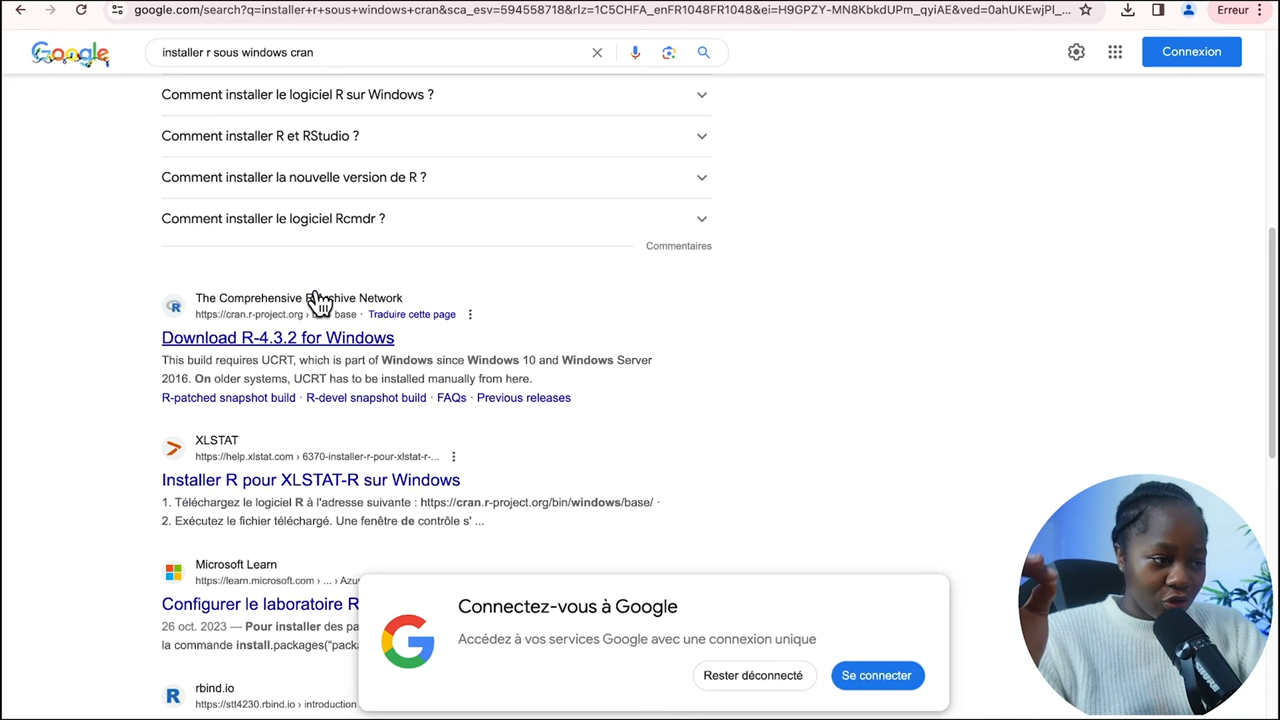 google.com/search?q=installer+r+sous+windows+cran&sca_esv=594558718&rlz=1C5CHFA_enFR1048FR1048&ei=H9GPZY-MN8KbkdUPm_qyiAE&ved=0ahUKEwjPI_...
Erreur
Google
installer r sous windows cran
Connexion
Comment installer le logiciel R sur Windows ?
Comment installer R et RStudio ?
Comment installer la nouvelle version de R ?
Comment installer le logiciel Rcmdr ?
Commentaires
The Comprehensive Archive Network
https://cran.r-project.org › base · Traduire cette page
Download R-4.3.2 for Windows
This build requires UCRT, which is part of Windows since Windows 10 and Windows Server
2016. On older systems, UCRT has to be installed manually from here.
R-patched snapshot build · R-devel snapshot build · FAQs · Previous releases
XLSTAT
https://help.xlstat.com › 6370-installer-r-pour-xlstat-r-...
Installer R pour XLSTAT-R sur Windows
1. Téléchargez le logiciel R à l'adresse suivante : https://cran.r-project.org/bin/windows/base/ ·
2. Exécutez le fichier téléchargé. Une fenêtre de contrôle s' ...
Microsoft Learn
https://learn.microsoft.com › ... › Azu
Configurer le laboratoire R
26 oct. 2023 — Pour installer des pa
la commande install.packages("packa
rbind.io
https://stt4230.rbind.io › introduction
Connectez-vous à Google
Accédez à vos services Google avec une connexion unique
Rester déconnecté
Se connecter